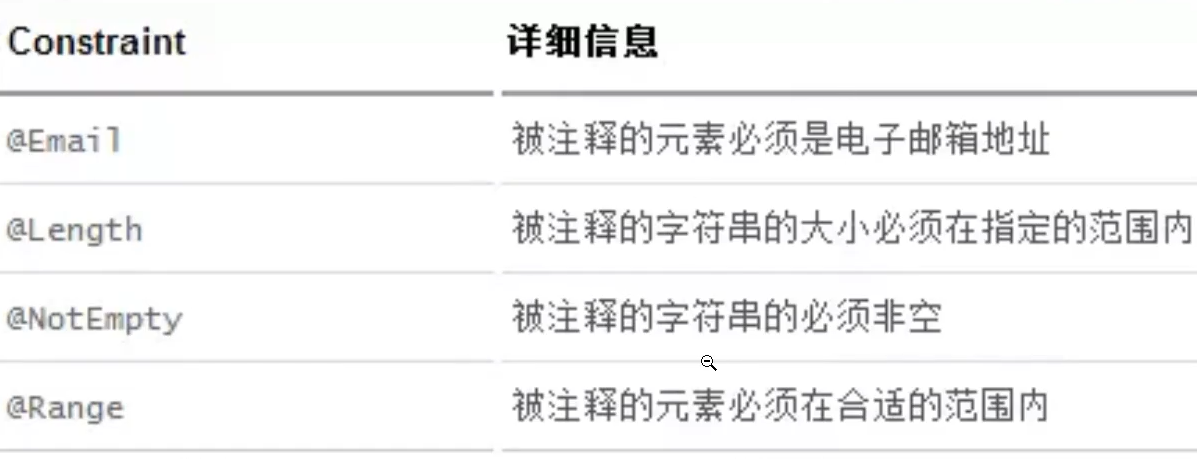 Constraint 详细信息
@Email 被注释的元素必须是电子邮箱地址
@Length 被注释的字符串的大小必须在指定的范围内
@NotEmpty 被注释的字符串的必须非空
@Range 被注释的元素必须在合适的范围内